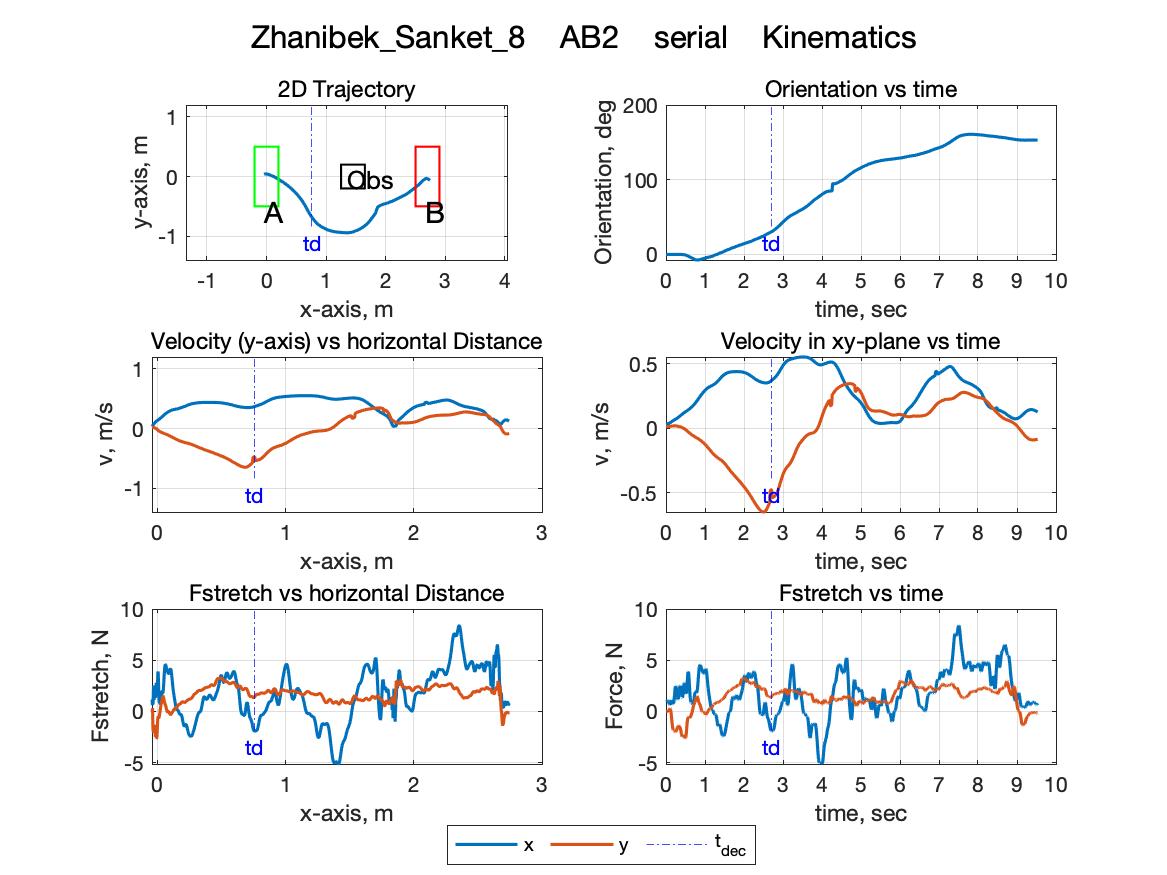 Zhanibek_Sanket_8 AB2 serial Kinematics
2D Trajectory
1
0
-1
y-axis, m
A
Obs
B
td
-1 0 1 2 3 4
x-axis, m
Orientation vs time
200
100
0
Orientation, deg
td
0 1 2 3 4 5 6 7 8 9 10
time, sec
Velocity (y-axis) vs horizontal Distance
1
0
-1
v, m/s
td
0 1 2 3
x-axis, m
Velocity in xy-plane vs time
0.5
0
-0.5
v, m/s
td
0 1 2 3 4 5 6 7 8 9 10
time, sec
Fstretch vs horizontal Distance
10
5
0
-5
Fstretch, N
td
0 1 2 3
x-axis, m
Fstretch vs time
10
5
0
-5
Force, N
td
0 1 2 3 4 5 6 7 8 9 10
time, sec
x y t_dec